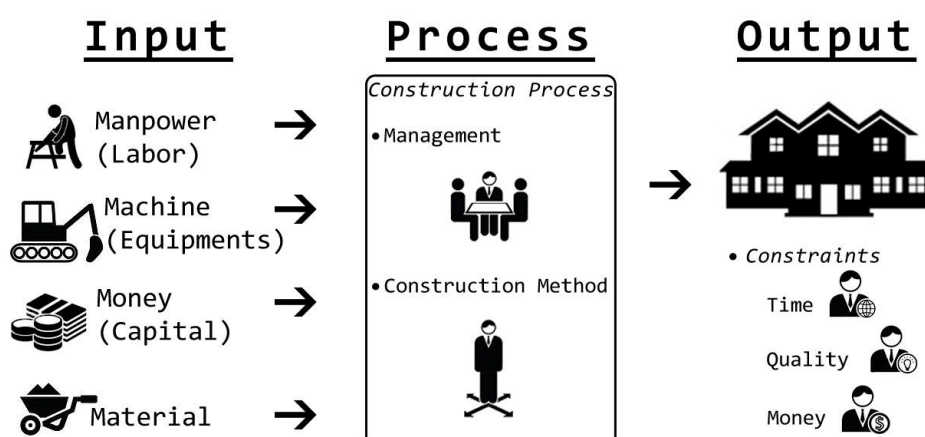 Input
Manpower
(Labor)
Machine
(Equipments)
Money
(Capital)
Material
Process
Construction Process
• Management
• Construction Method
Output
• Constraints
Time
Quality
Money
$